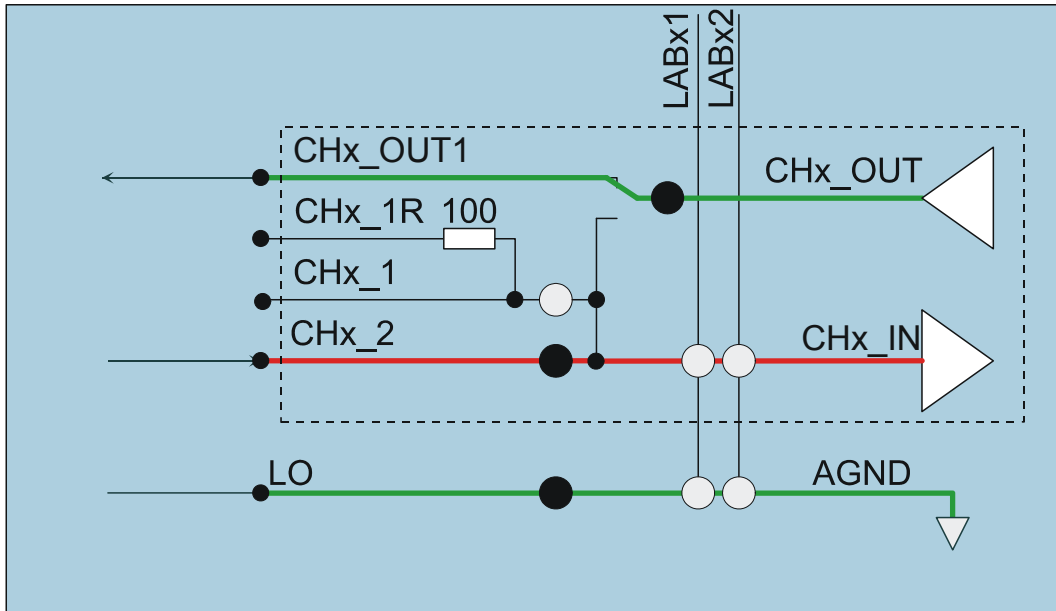 LABx1
LABx2
CHx_OUT1
CHx_OUT
CHx_1R 100
CHx_1
CHx_2
CHx_IN
LO
AGND